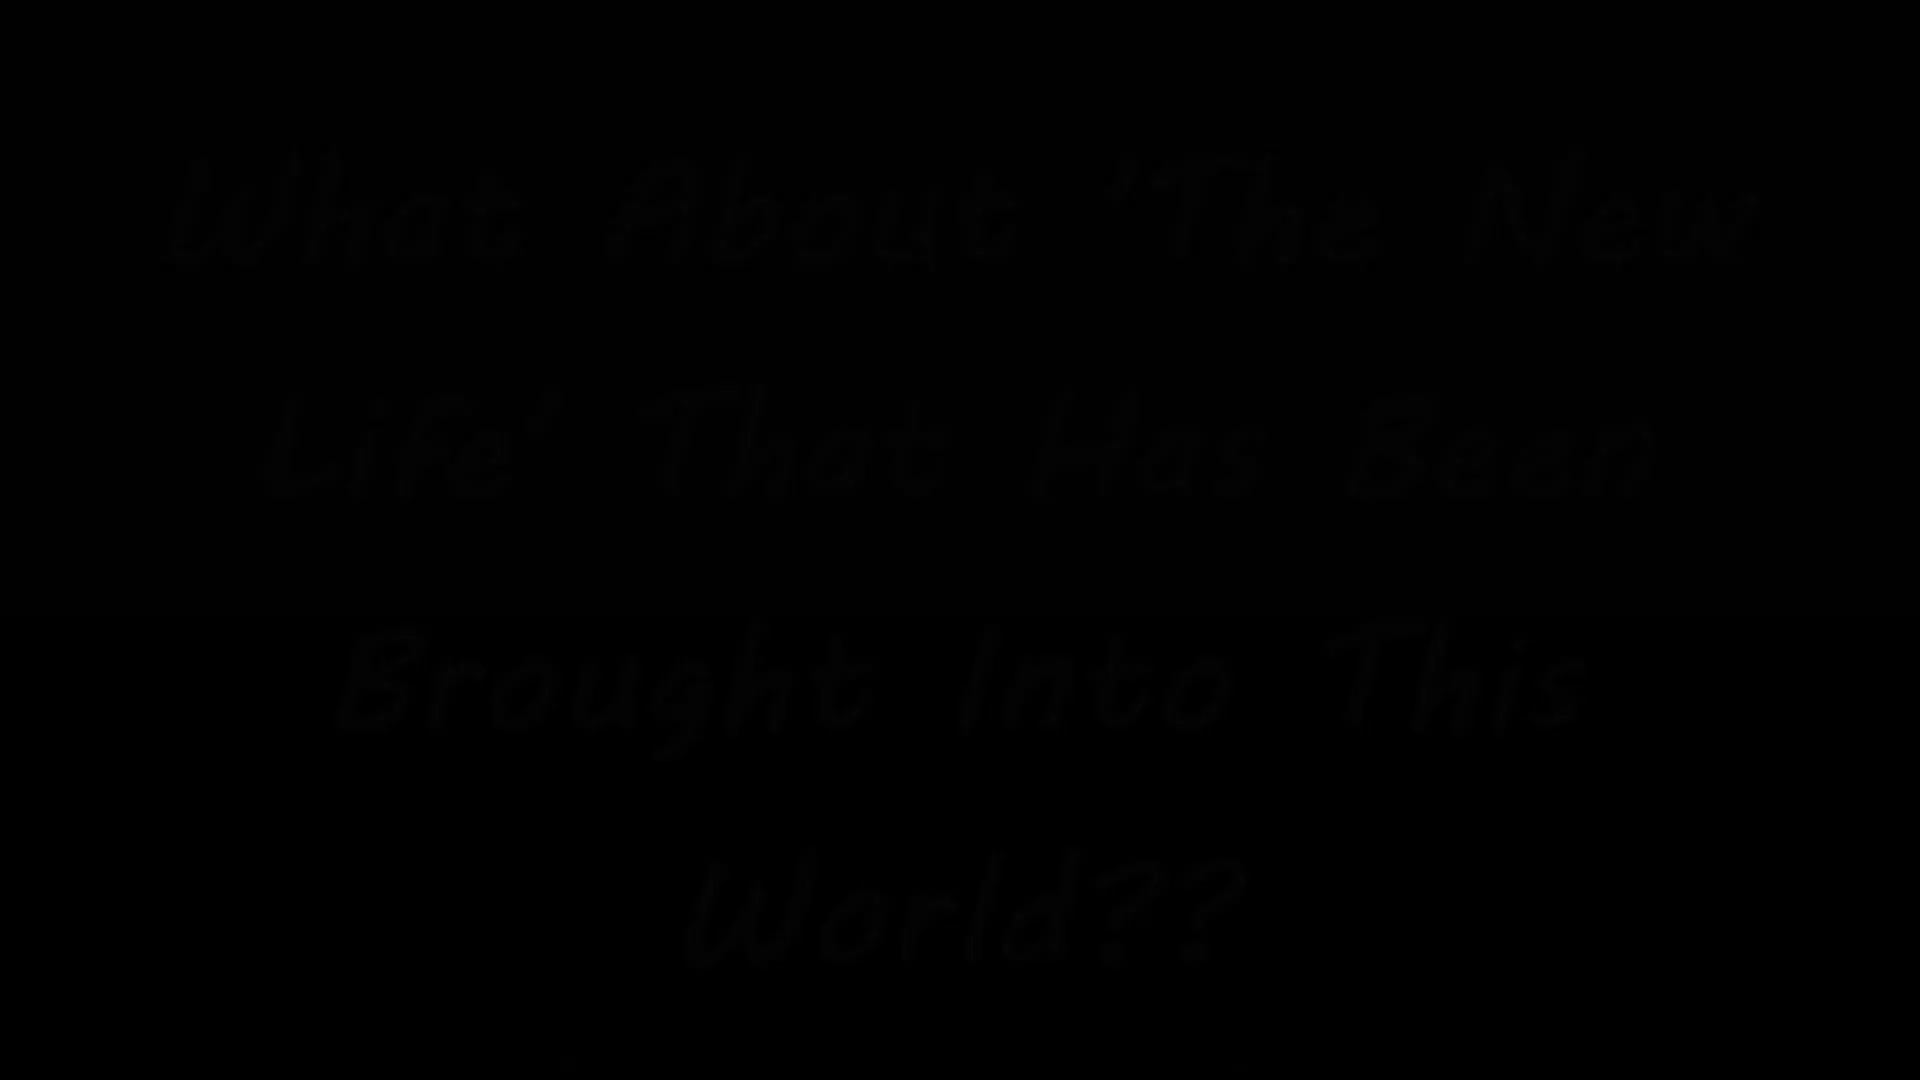 What About 'The New
Life' That Has Been
Brought Into This
World??